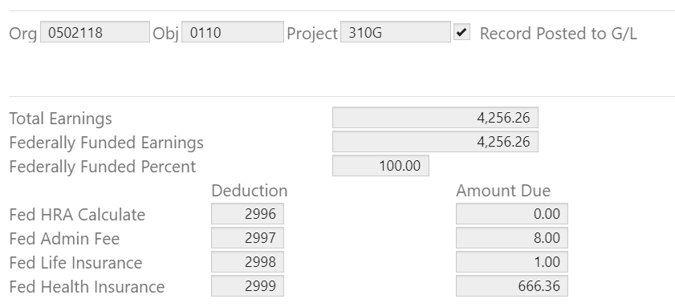 Org 0502118 Obj 0110 Project 310G Record Posted to G/L
Total Earnings 4,256.26
Federally Funded Earnings 4,256.26
Federally Funded Percent 100.00
Deduction Amount Due
Fed HRA Calculate 2996 0.00
Fed Admin Fee 2997 8.00
Fed Life Insurance 2998 1.00
Fed Health Insurance 2999 666.36